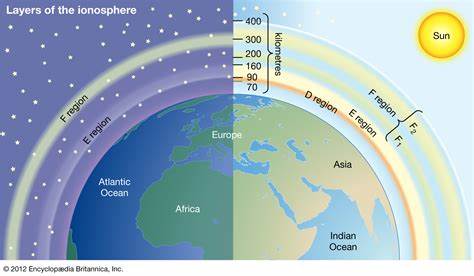 Layers of the ionosphere
400
300
200
160
90
70
kilometres
Sun
F region
E region
D region
E region
F region
F₁
F₂
Europe
Asia
Atlantic
Ocean
Africa
Indian
Ocean
© 2012 Encyclopædia Britannica, Inc.